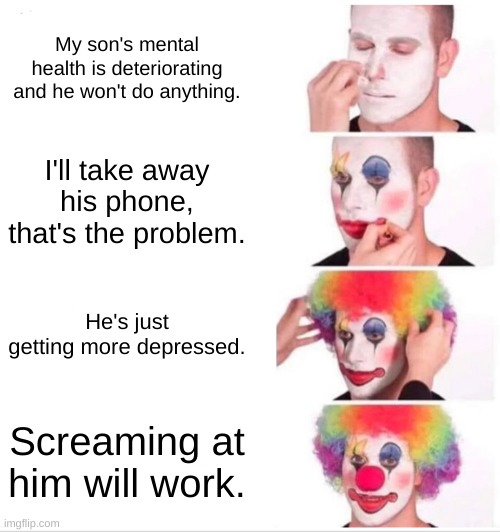 My son's mental
health is deteriorating
and he won't do anything.
I'll take away
his phone,
that's the problem.
He's just
getting more depressed.
Screaming at
him will work.
imgflip.com